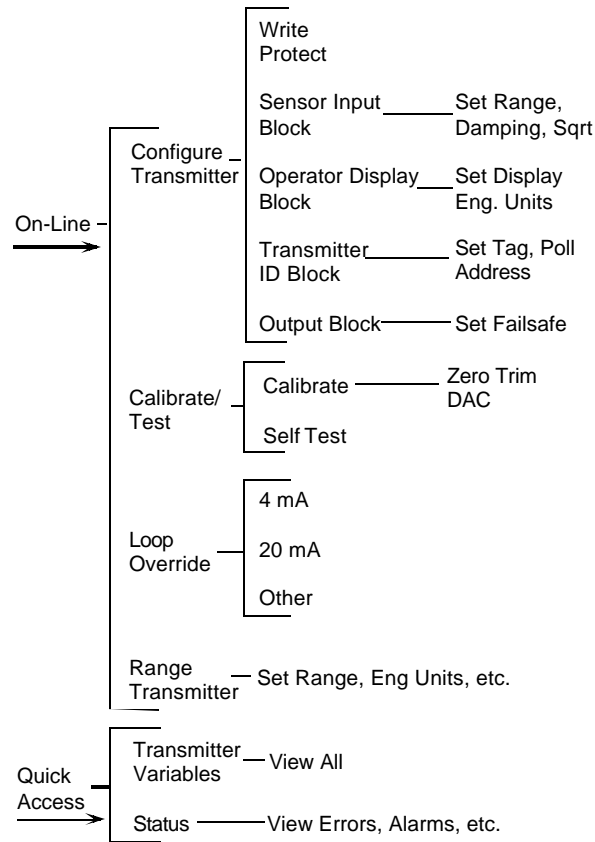 Write
Protect
Sensor Input
Block
Set Range,
Damping, Sqrt
Configure
Transmitter
Operator Display
Block
Set Display
Eng. Units
On-Line
Transmitter
ID Block
Set Tag, Poll
Address
Output Block
Set Failsafe
Calibrate/
Test
Calibrate
Zero Trim
DAC
Self Test
Loop
Override
4 mA
20 mA
Other
Range
Transmitter
Set Range, Eng Units, etc.
Quick
Access
Transmitter
Variables
View All
Status
View Errors, Alarms, etc.